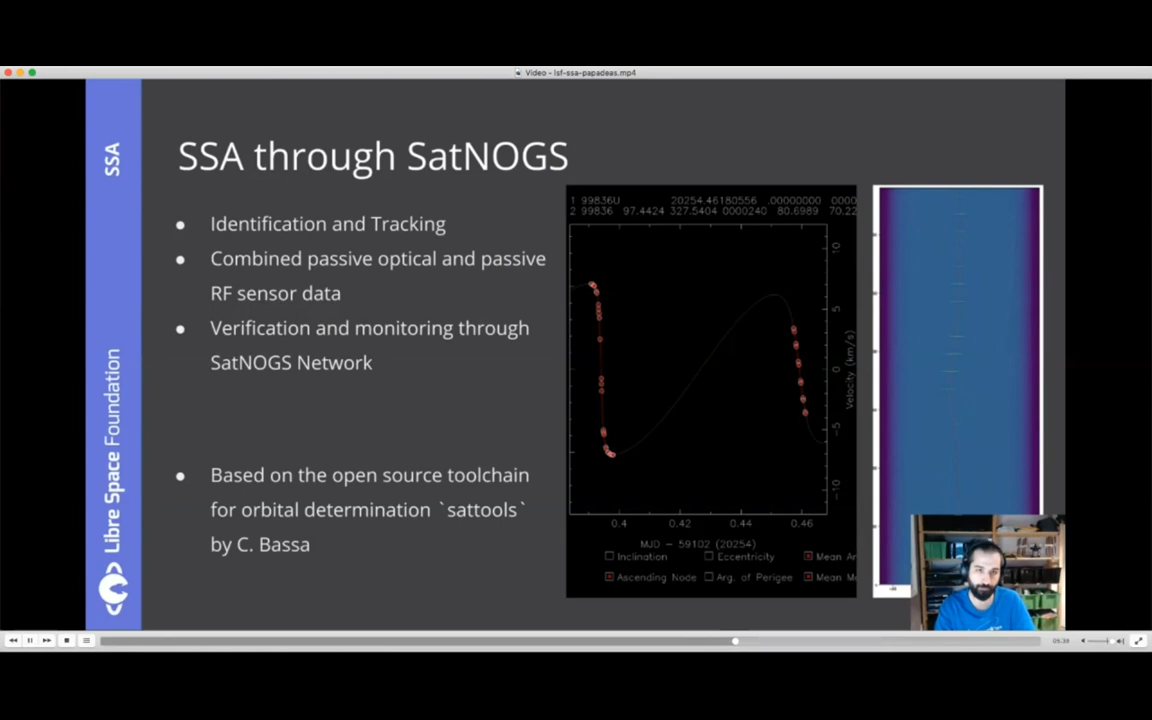 Video - lsf-ssa-papadeas.mp4
SSA
Libre Space Foundation
SSA through SatNOGS
● Identification and Tracking
● Combined passive optical and passive
RF sensor data
● Verification and monitoring through
SatNOGS Network
● Based on the open source toolchain
for orbital determination `sattools`
by C. Bassa
1 99836U 20254.46180556 .00000000 0000
2 99836 97.4424 327.5404 0000240 80.6989 70.22
10
5
0
-5
-10
Velocity (km/s)
0.4 0.42 0.44 0.46
MJD - 59102 (20254)
Inclination Eccentricity Mean An
Ascending Node Arg. of Perigee Mean Mo